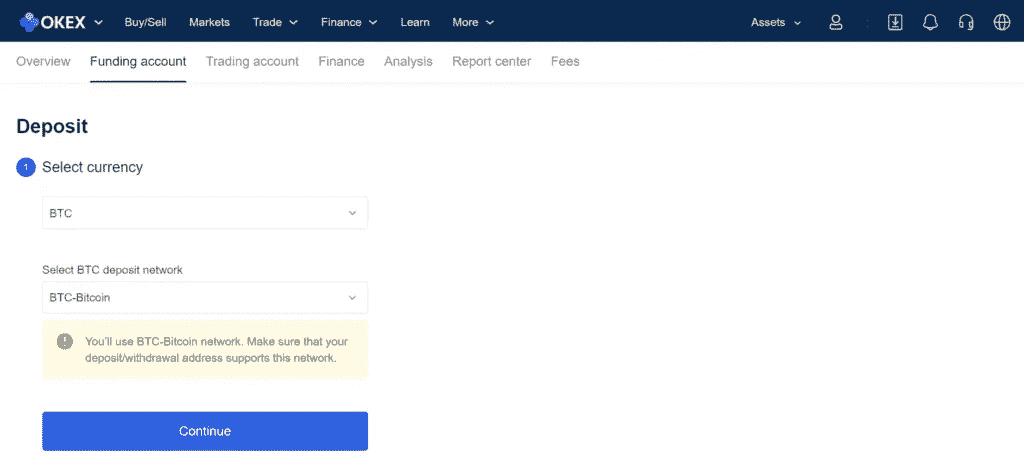 OKEX Buy/Sell Markets Trade Finance Learn More Assets
Overview Funding account Trading account Finance Analysis Report center Fees
Deposit
1 Select currency
BTC
Select BTC deposit network
BTC-Bitcoin
You'll use BTC-Bitcoin network. Make sure that your
deposit/withdrawal address supports this network.
Continue